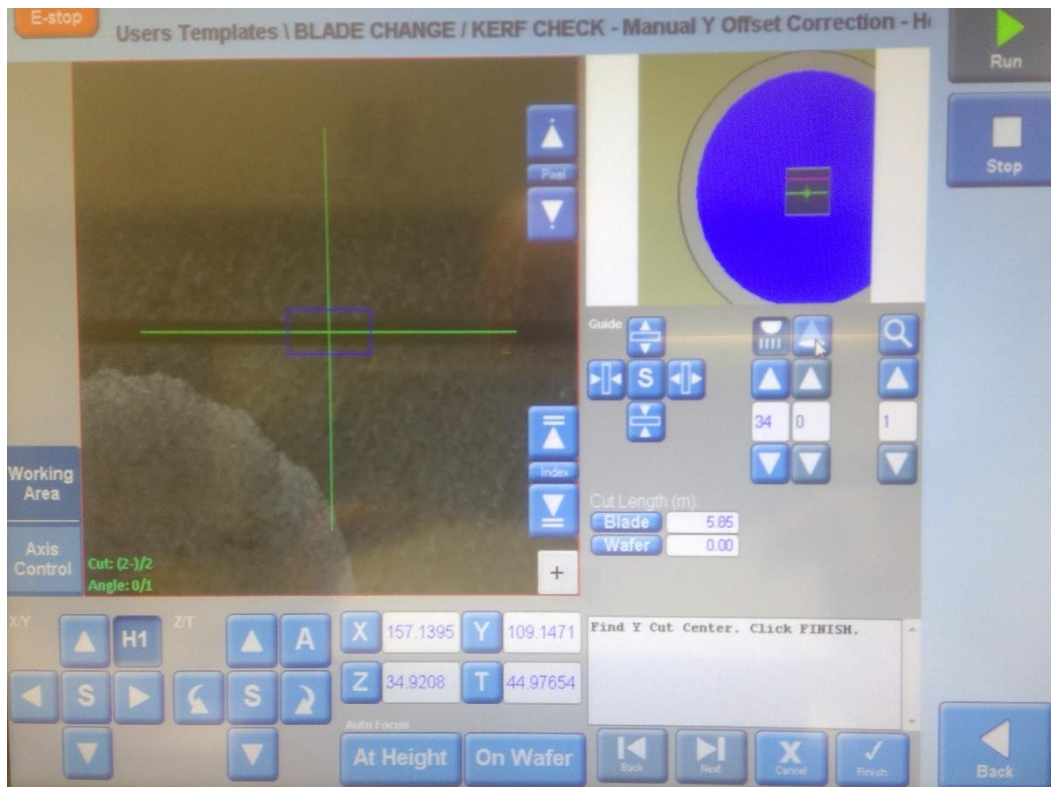 E-stop
Users Templates \ BLADE CHANGE / KERF CHECK - Manual Y Offset Correction -
Run
Stop
Pixel
Guide
S
34
0
1
Index
Working
Area
Axis
Control
Cut Length (m):
Blade 5.85
Wafer 0.00
Cut: (2-)/2
Angle: 0/1
+
X/Y
H1
Z/T
A
X 157.1395 Y 109.1471
Find Y Cut Center. Click FINISH.
S
S
Z 34.9208 T 44.97654
Auto Focus
At Height
On Wafer
Back
Next
X
Cancel
Finish
Back